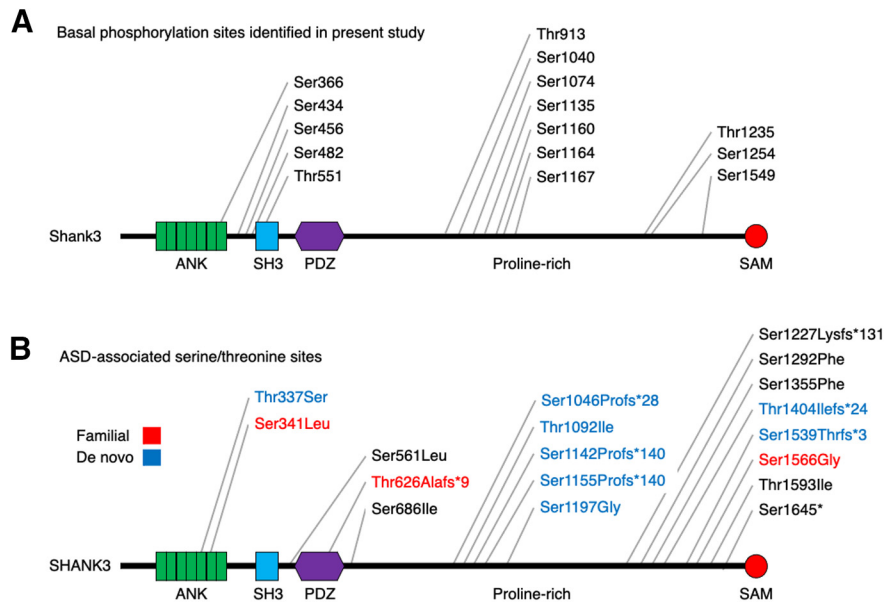 A
Basal phosphorylation sites identified in present study
Ser366
Ser434
Ser456
Ser482
Thr551
Thr913
Ser1040
Ser1074
Ser1135
Ser1160
Ser1164
Ser1167
Thr1235
Ser1254
Ser1549
Shank3
ANK
SH3
PDZ
Proline-rich
SAM
B
ASD-associated serine/threonine sites
Familial
De novo
Thr337Ser
Ser341Leu
Ser561Leu
Thr626Alafs*9
Ser686Ile
Ser1046Profs*28
Thr1092Ile
Ser1142Profs*140
Ser1155Profs*140
Ser1197Gly
Ser1227Lysfs*131
Ser1292Phe
Ser1355Phe
Thr1404Ilefs*24
Ser1539Thrfs*3
Ser1566Gly
Thr1593Ile
Ser1645*
SHANK3
ANK
SH3
PDZ
Proline-rich
SAM